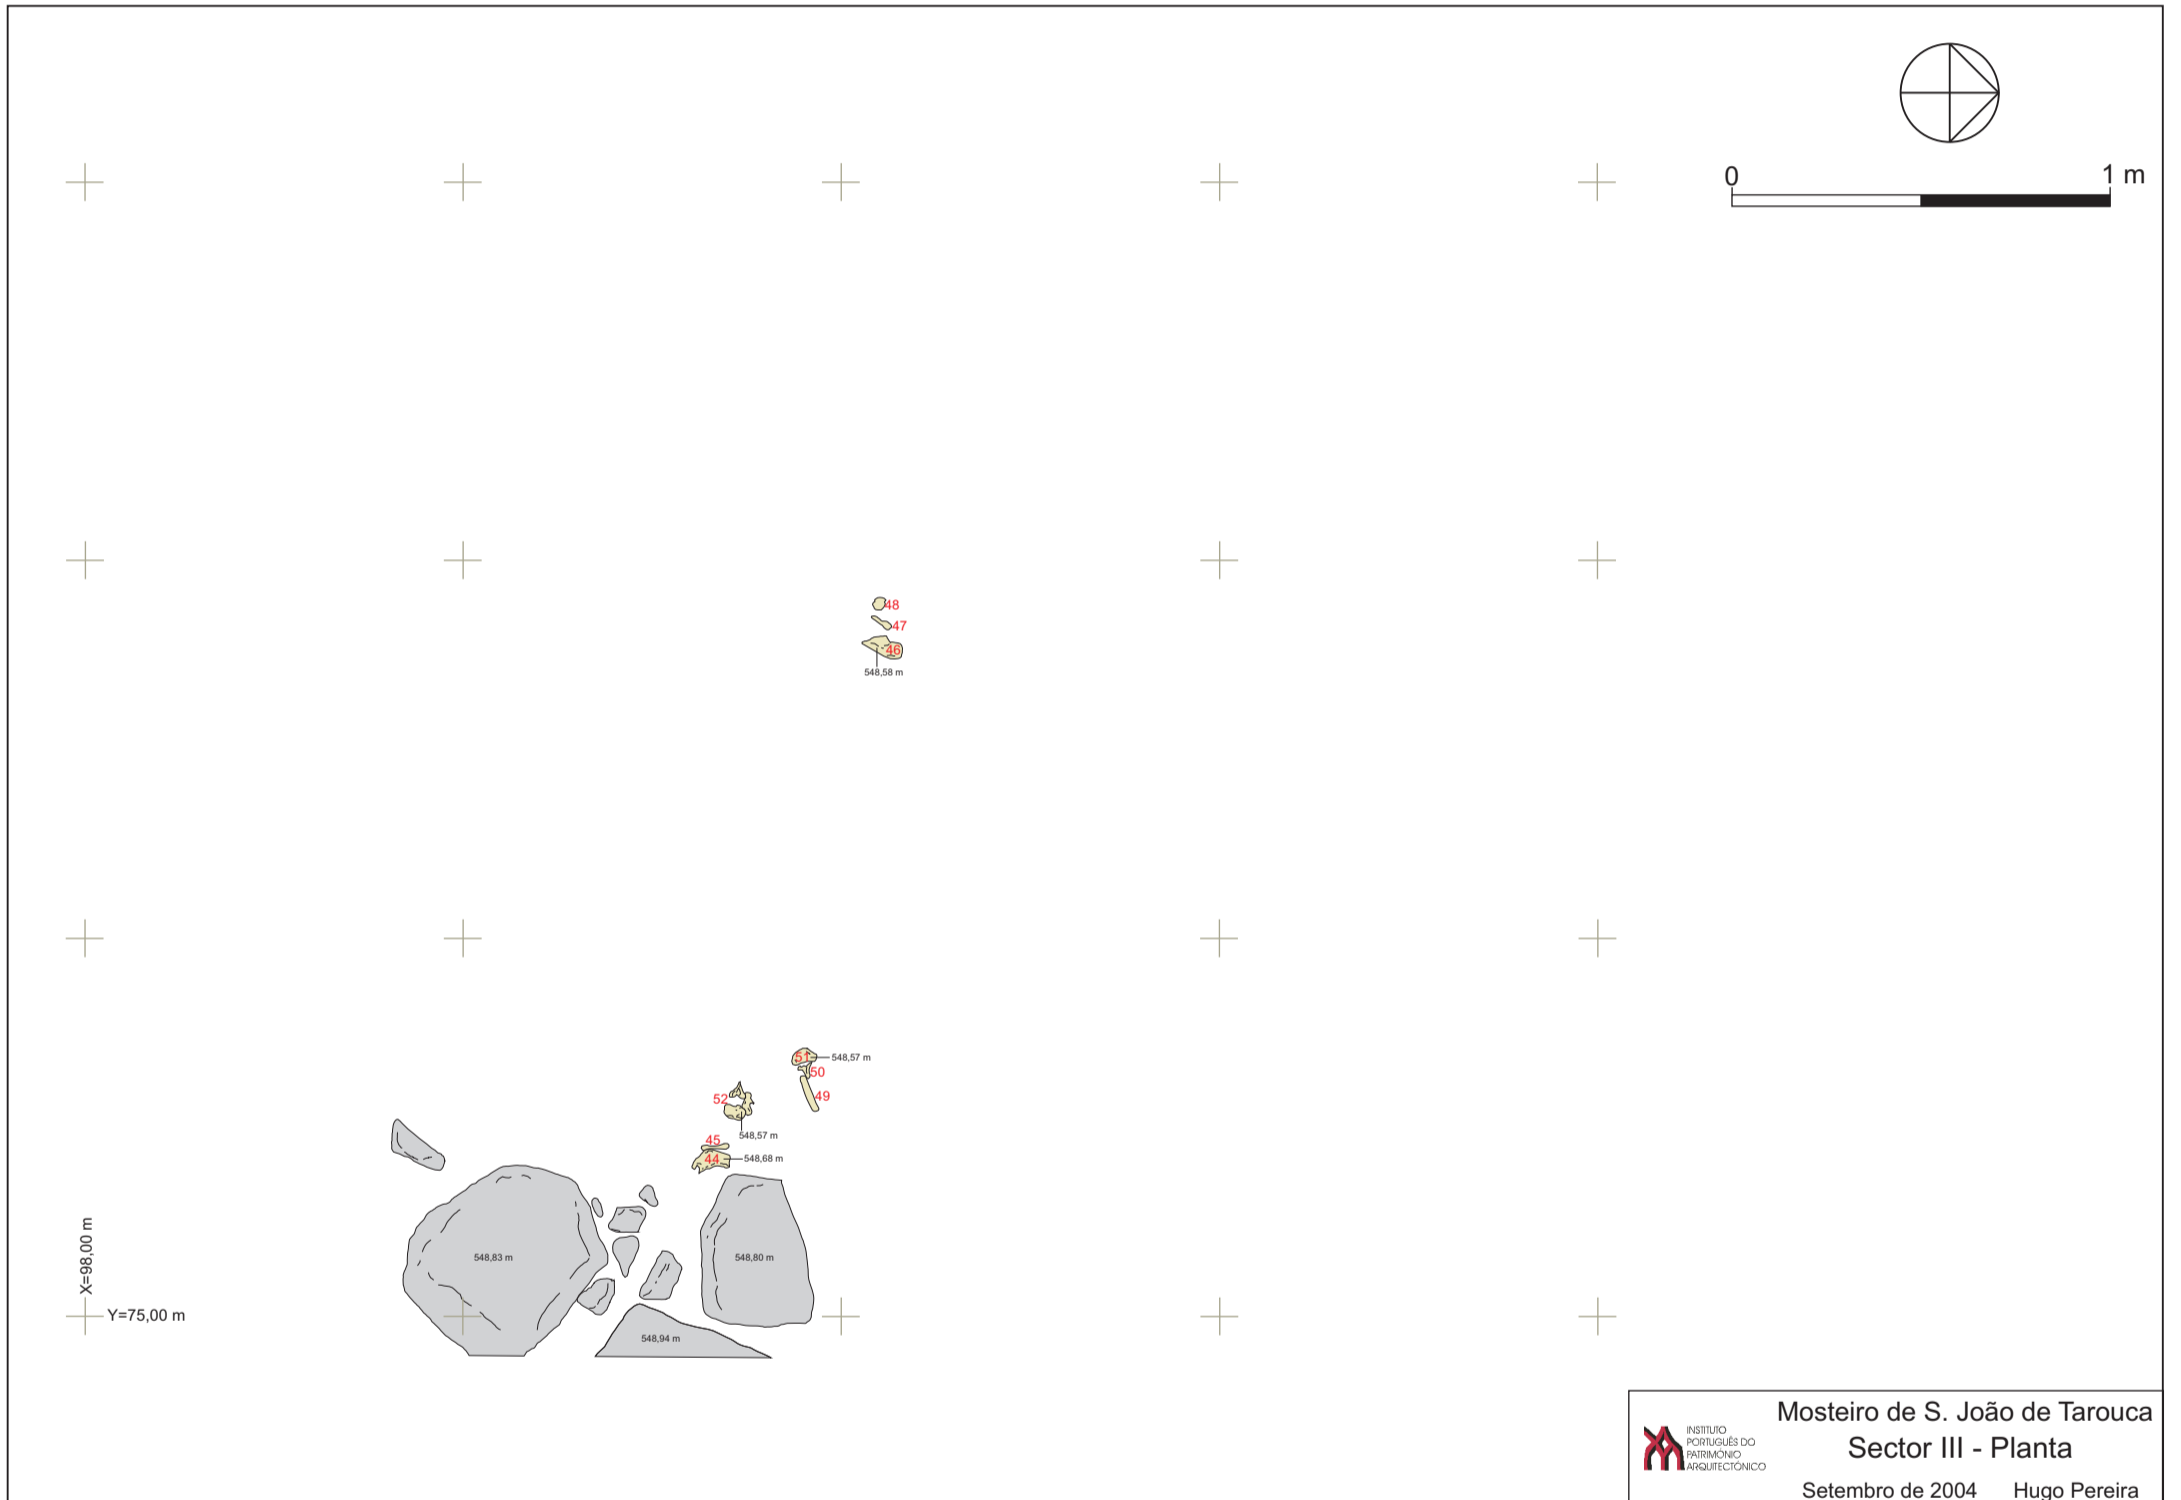 0
1 m
48
47
46
548,58 m
51
548,57 m
50
49
52
548,57 m
45
44
548,68 m
548,83 m
548,80 m
X=98,00 m
Y=75,00 m
548,94 m
INSTITUTO
PORTUGUÊS DO
PATRIMÓNIO
ARQUITECTÓNICO
Mosteiro de S. João de Tarouca
Sector III - Planta
Setembro de 2004 Hugo Pereira